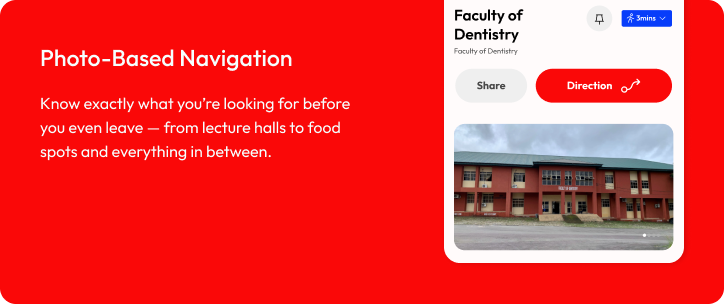 Photo-Based Navigation
Know exactly what you're looking for before
you even leave — from lecture halls to food
spots and everything in between.
Faculty of
Dentistry
3mins
Faculty of Dentistry
Share
Direction